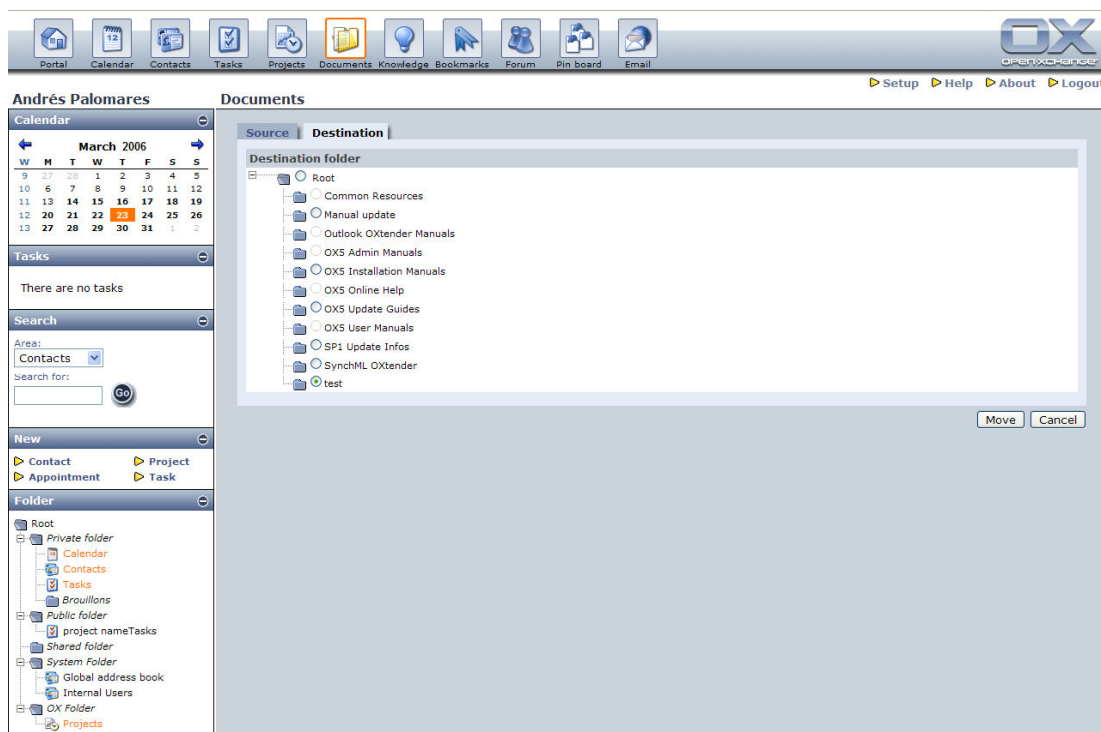 12
Portal Calendar Contacts Tasks Projects Documents Knowledge Bookmarks Forum Pin board Email
OX
OPEN-XCHANGE
Setup Help About Logout
Andrés Palomares
Documents
Calendar
March 2006
W M T W T F S S
9 27 28 1 2 3 4 5
10 6 7 8 9 10 11 12
11 13 14 15 16 17 18 19
12 20 21 22 23 24 25 26
13 27 28 29 30 31 1 2
Tasks
There are no tasks
Search
Area:
Contacts
Search for:
Go
New
Contact Project
Appointment Task
Folder
Root
Private folder
Calendar
Contacts
Tasks
Brouillons
Public folder
project nameTasks
Shared folder
System Folder
Global address book
Internal Users
OX Folder
Projects
Source Destination
Destination folder
Root
Common Resources
Manual update
Outlook OXtender Manuals
OX5 Admin Manuals
OX5 Installation Manuals
OX5 Online Help
OX5 Update Guides
OX5 User Manuals
SP1 Update Infos
SynchML OXtender
test
Move Cancel